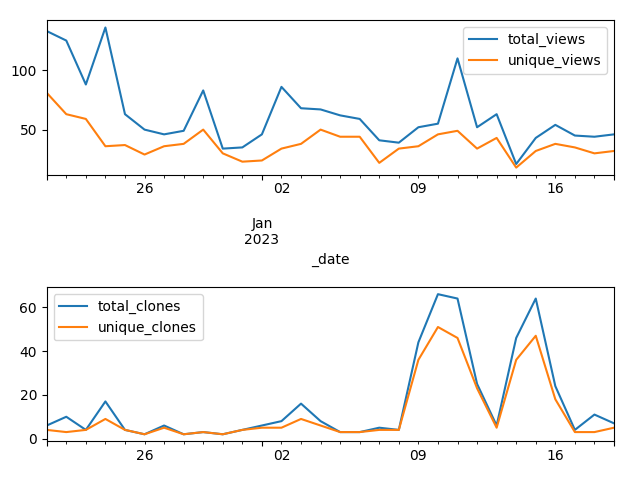 total_views
unique_views
100
50
26 02 09 16
Jan
2023
_date
total_clones
unique_clones
60
40
20
0
26 02 09 16